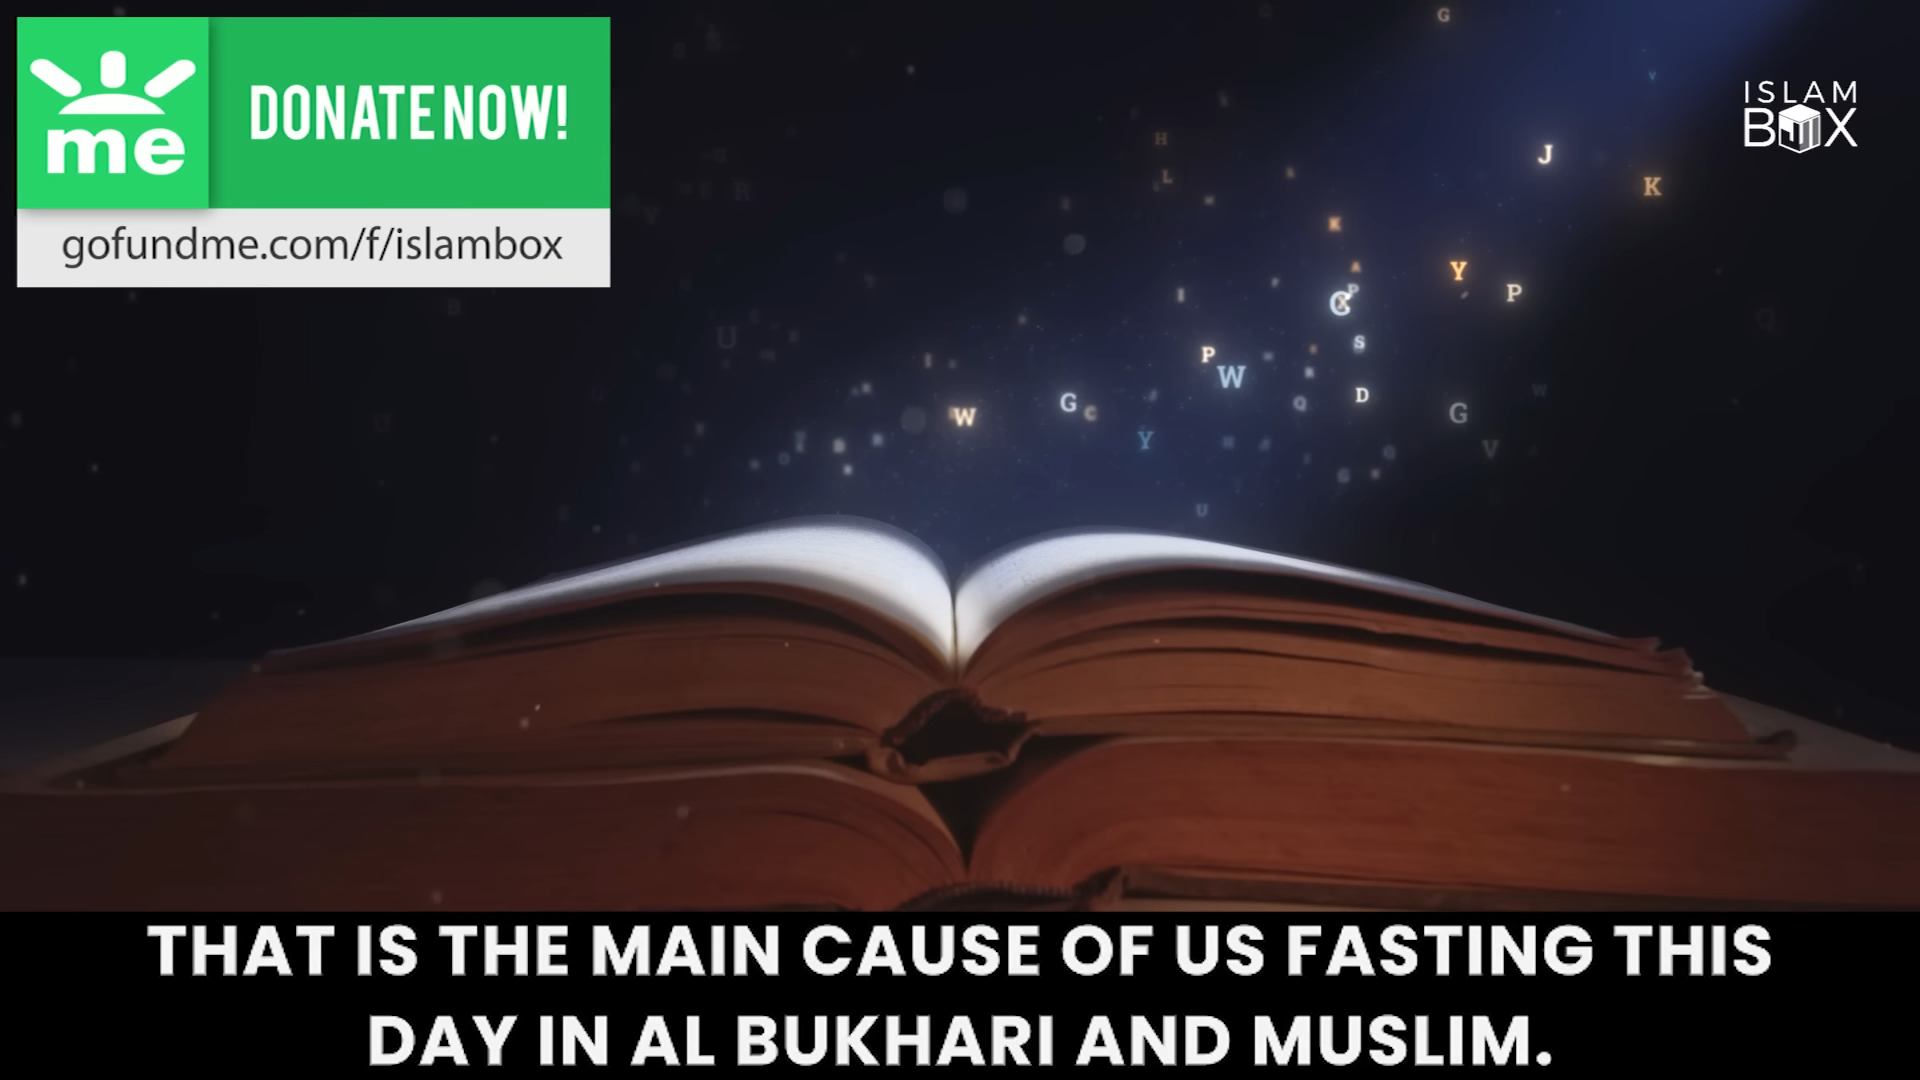 me
DONATE NOW!
gofundme.com/f/islambox
ISLAM
BOX
THAT IS THE MAIN CAUSE OF US FASTING THIS
DAY IN AL BUKHARI AND MUSLIM.